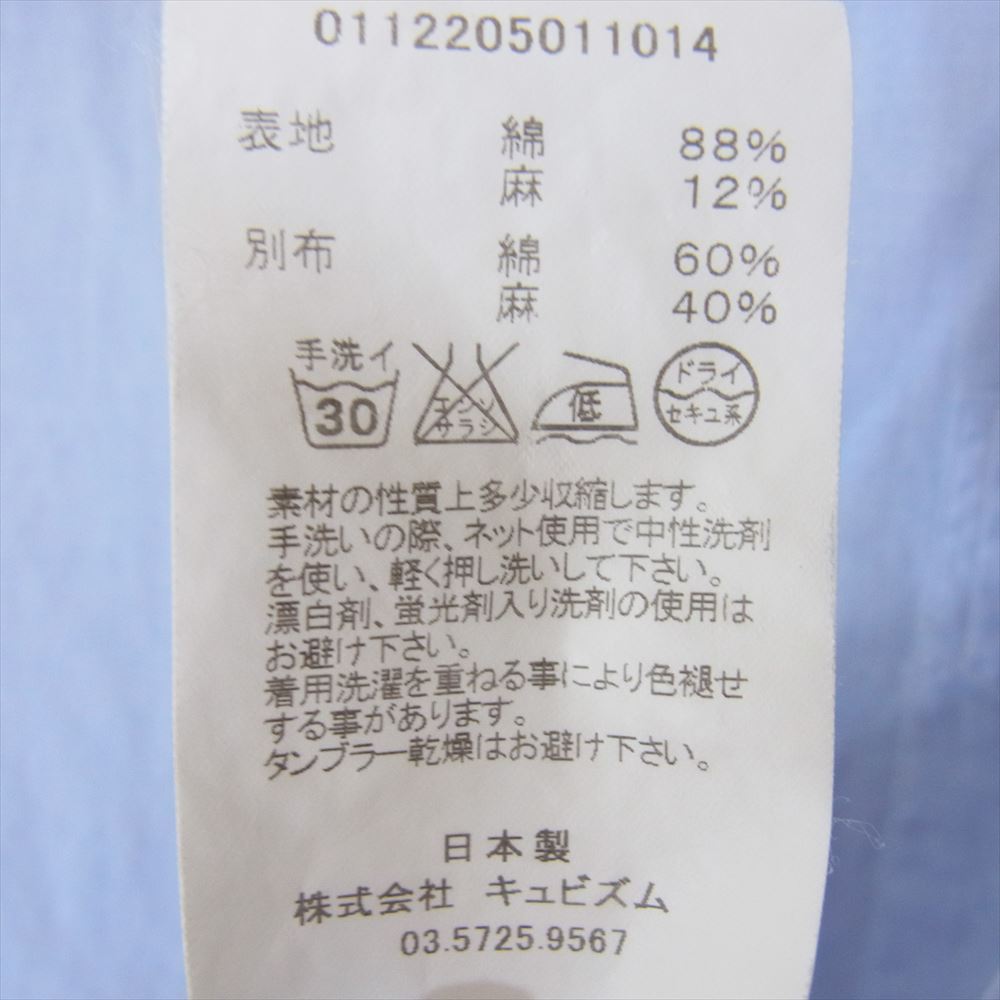 0112205011014
表地 綿 88%
麻 12%
別布 綿 60%
麻 40%
手洗イ
30
エンソ
サラシ
低
ドライ
セキユ系
素材の性質上多少収縮します。
手洗いの際、ネット使用で中性洗剤
を使い、軽く押し洗いして下さい。
漂白剤、蛍光剤入り洗剤の使用は
お避け下さい。
着用洗濯を重ねる事により色褪せ
する事があります。
タンブラー乾燥はお避け下さい。
日本製
株式会社 キュビズム
03.5725.9567